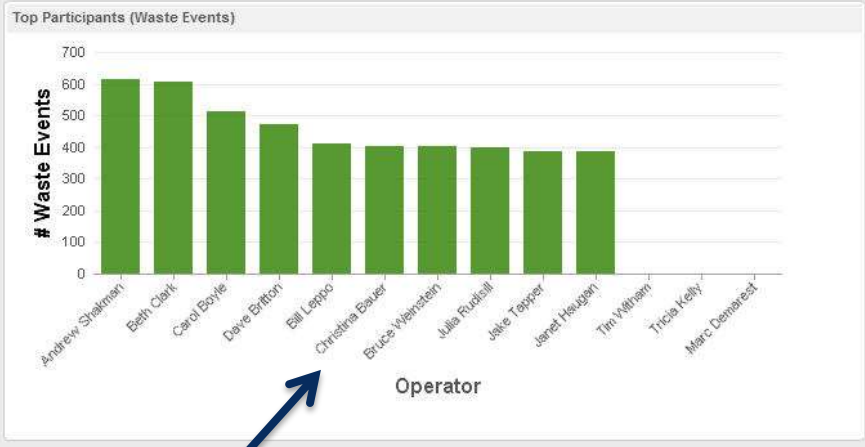 Top Participants (Waste Events)
700
600
500
400
300
200
100
0
# Waste Events
Andrew Shakman
Beth Clark
Carol Boyle
Dave Britton
Bill Leppo
Christina Bauer
Bruce Weinstein
Julia Rudisill
Jake Tapper
Janet Haugan
Tim Witham
Tricia Kelly
Marc Demarest
Operator